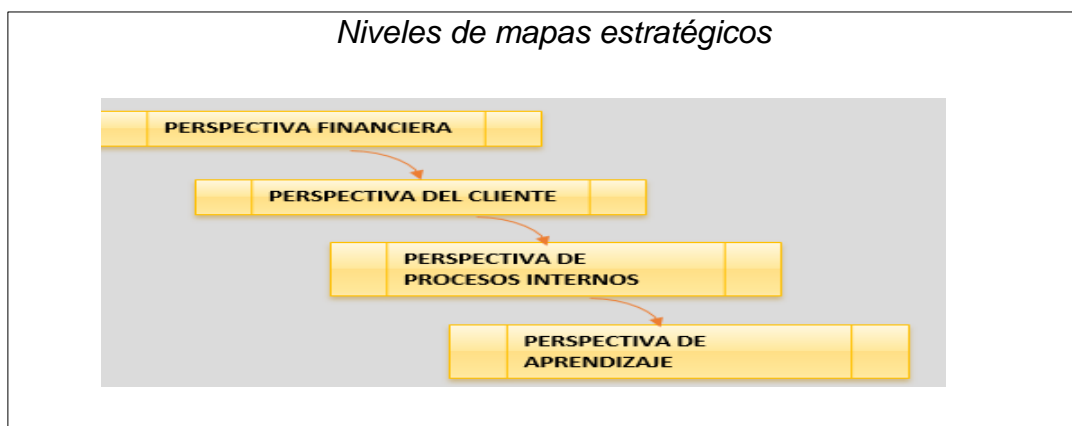 Niveles de mapas estratégicos
PERSPECTIVA FINANCIERA
PERSPECTIVA DEL CLIENTE
PERSPECTIVA DE
PROCESOS INTERNOS
PERSPECTIVA DE
APRENDIZAJE